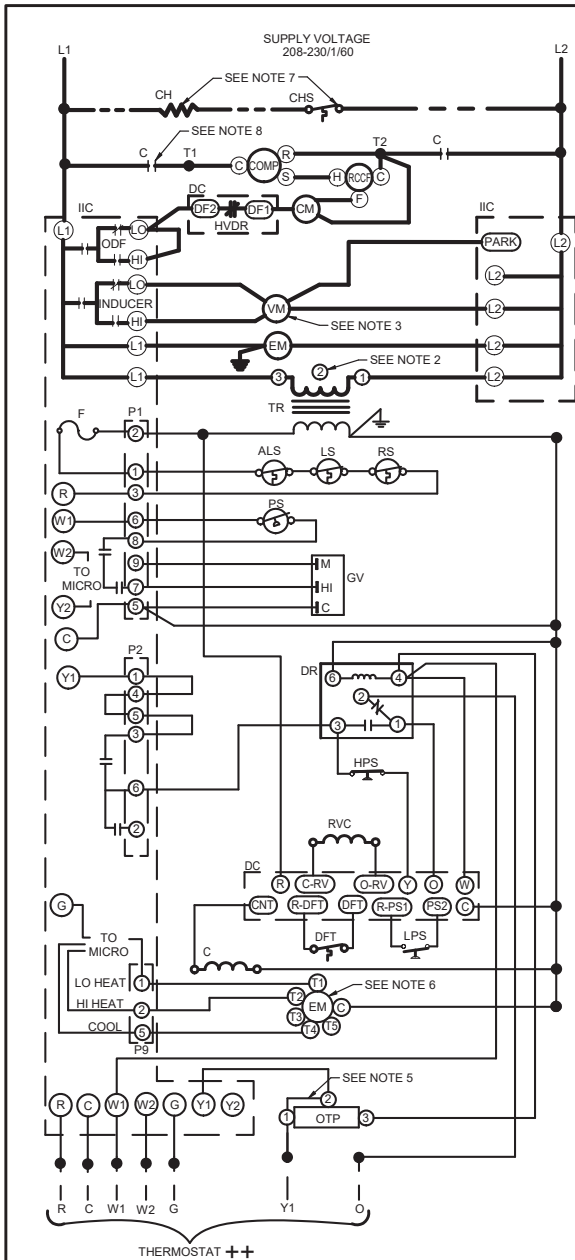 SUPPLY VOLTAGE
208-230/1/60
L1
L2
SEE NOTE 7
CH
CHS
SEE NOTE 8
C
T1
C
COMP
R
S
H
RCCF
C
T2
C
F
DC
DF2
DF1
HVDR
CM
IIC
IIC
L1
LO
ODF
HI
LO
INDUCER
HI
VM
SEE NOTE 3
PARK
L2
L2
L2
L1
EM
L2
SEE NOTE 2
L1
3
2
1
L2
TR
F
P1
2
1
3
R
ALS
LS
RS
W1
6
PS
8
W2
9
M
TO
MICRO
7
HI
GV
Y2
5
C
C
P2
Y1
1
4
5
3
6
2
DR
6
4
2
3
1
HPS
RVC
DC
R
C-RV
O-RV
Y
O
W
CNT
R-DFT
DFT
R-PS1
PS2
C
DFT
LPS
G
TO
MICRO
C
LO HEAT
1
T1
SEE NOTE 6
HI HEAT
2
T2
EM
C
T3
T4
T5
COOL
5
P9
SEE NOTE 5
R
C
W1
W2
G
Y1
Y2
2
1
OTP
3
R
C
W1
W2
G
Y1
O
THERMOSTAT ++